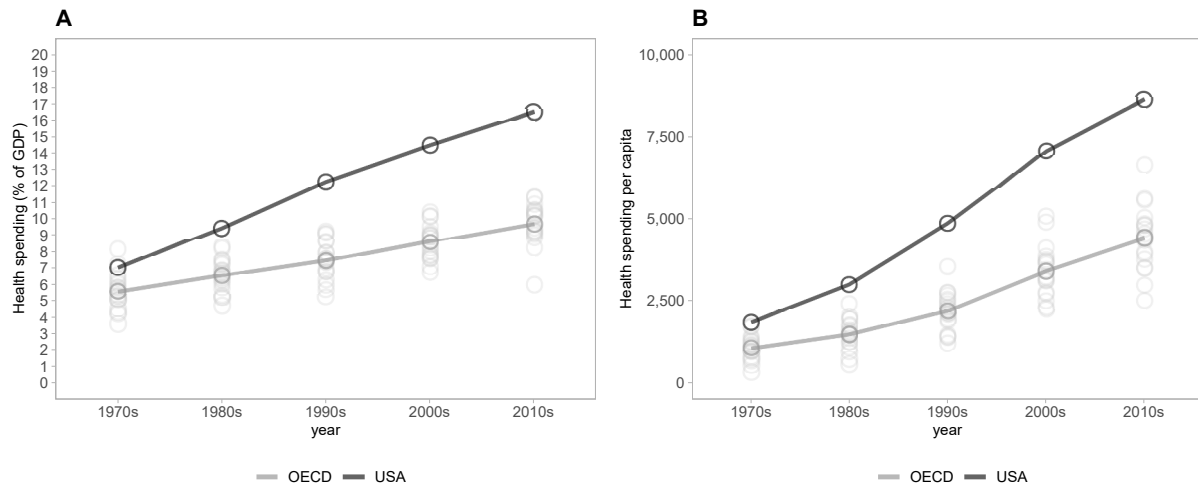 A
Health spending (% of GDP)
20
19
18
17
16
15
14
13
12
11
10
9
8
7
6
5
4
3
2
1
0
1970s 1980s 1990s 2000s 2010s
year
OECD USA
B
Health spending per capita
10,000
7,500
5,000
2,500
0
1970s 1980s 1990s 2000s 2010s
year
OECD USA